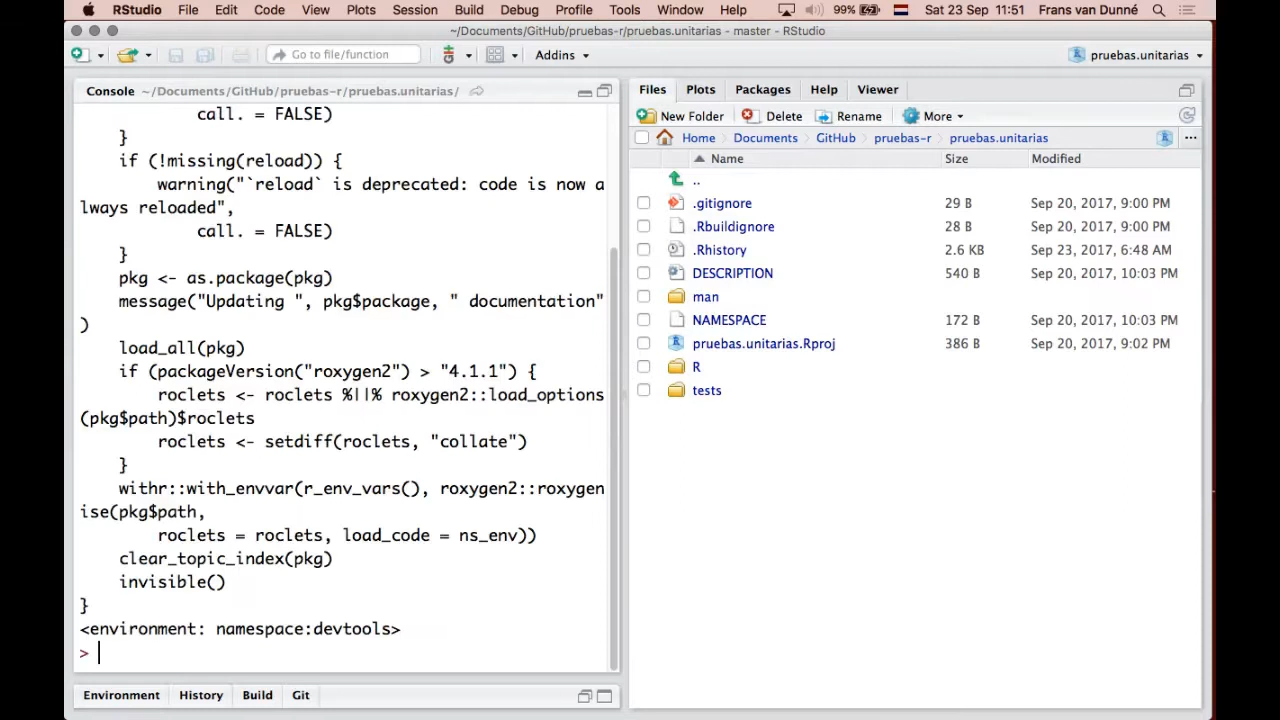 RStudio File Edit Code View Plots Session Build Debug Profile Tools Window Help 99% Sat 23 Sep 11:51 Frans van Dunné
~/Documents/GitHub/pruebas-r/pruebas.unitarias - master - RStudio
Go to file/function Addins pruebas.unitarias
Console ~/Documents/GitHub/pruebas-r/pruebas.unitarias/
call. = FALSE)
}
if (!missing(reload)) {
warning("`reload` is deprecated: code is now a
lways reloaded",
call. = FALSE)
}
pkg <- as.package(pkg)
message("Updating ", pkg$package, " documentation"
)
load_all(pkg)
if (packageVersion("roxygen2") > "4.1.1") {
roclets <- roclets %||% roxygen2::load_options
(pkg$path)$roclets
roclets <- setdiff(roclets, "collate")
}
withr::with_envvar(r_env_vars(), roxygen2::roxygen
ise(pkg$path,
roclets = roclets, load_code = ns_env))
clear_topic_index(pkg)
invisible()
}
<environment: namespace:devtools>
>
Environment History Build Git
Files Plots Packages Help Viewer
New Folder Delete Rename More
Home Documents GitHub pruebas-r pruebas.unitarias ...
Name Size Modified
..
.gitignore 29 B Sep 20, 2017, 9:00 PM
.Rbuildignore 28 B Sep 20, 2017, 9:00 PM
.Rhistory 2.6 KB Sep 23, 2017, 6:48 AM
DESCRIPTION 540 B Sep 20, 2017, 10:03 PM
man
NAMESPACE 172 B Sep 20, 2017, 10:03 PM
pruebas.unitarias.Rproj 386 B Sep 20, 2017, 9:02 PM
R
tests